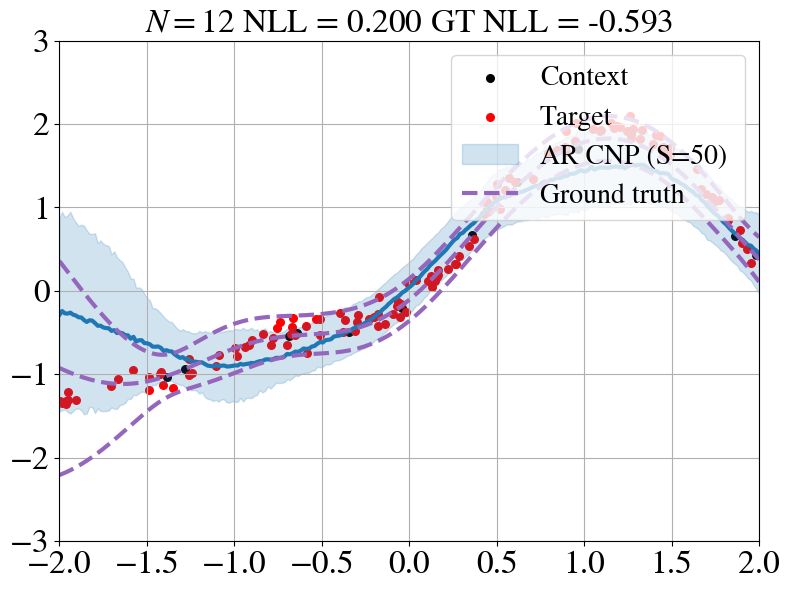 N = 12 NLL = 0.200 GT NLL = -0.593
3
2
1
0
−1
−2
−3
Context
Target
AR CNP (S=50)
Ground truth
−2.0 −1.5 −1.0 −0.5 0.0 0.5 1.0 1.5 2.0